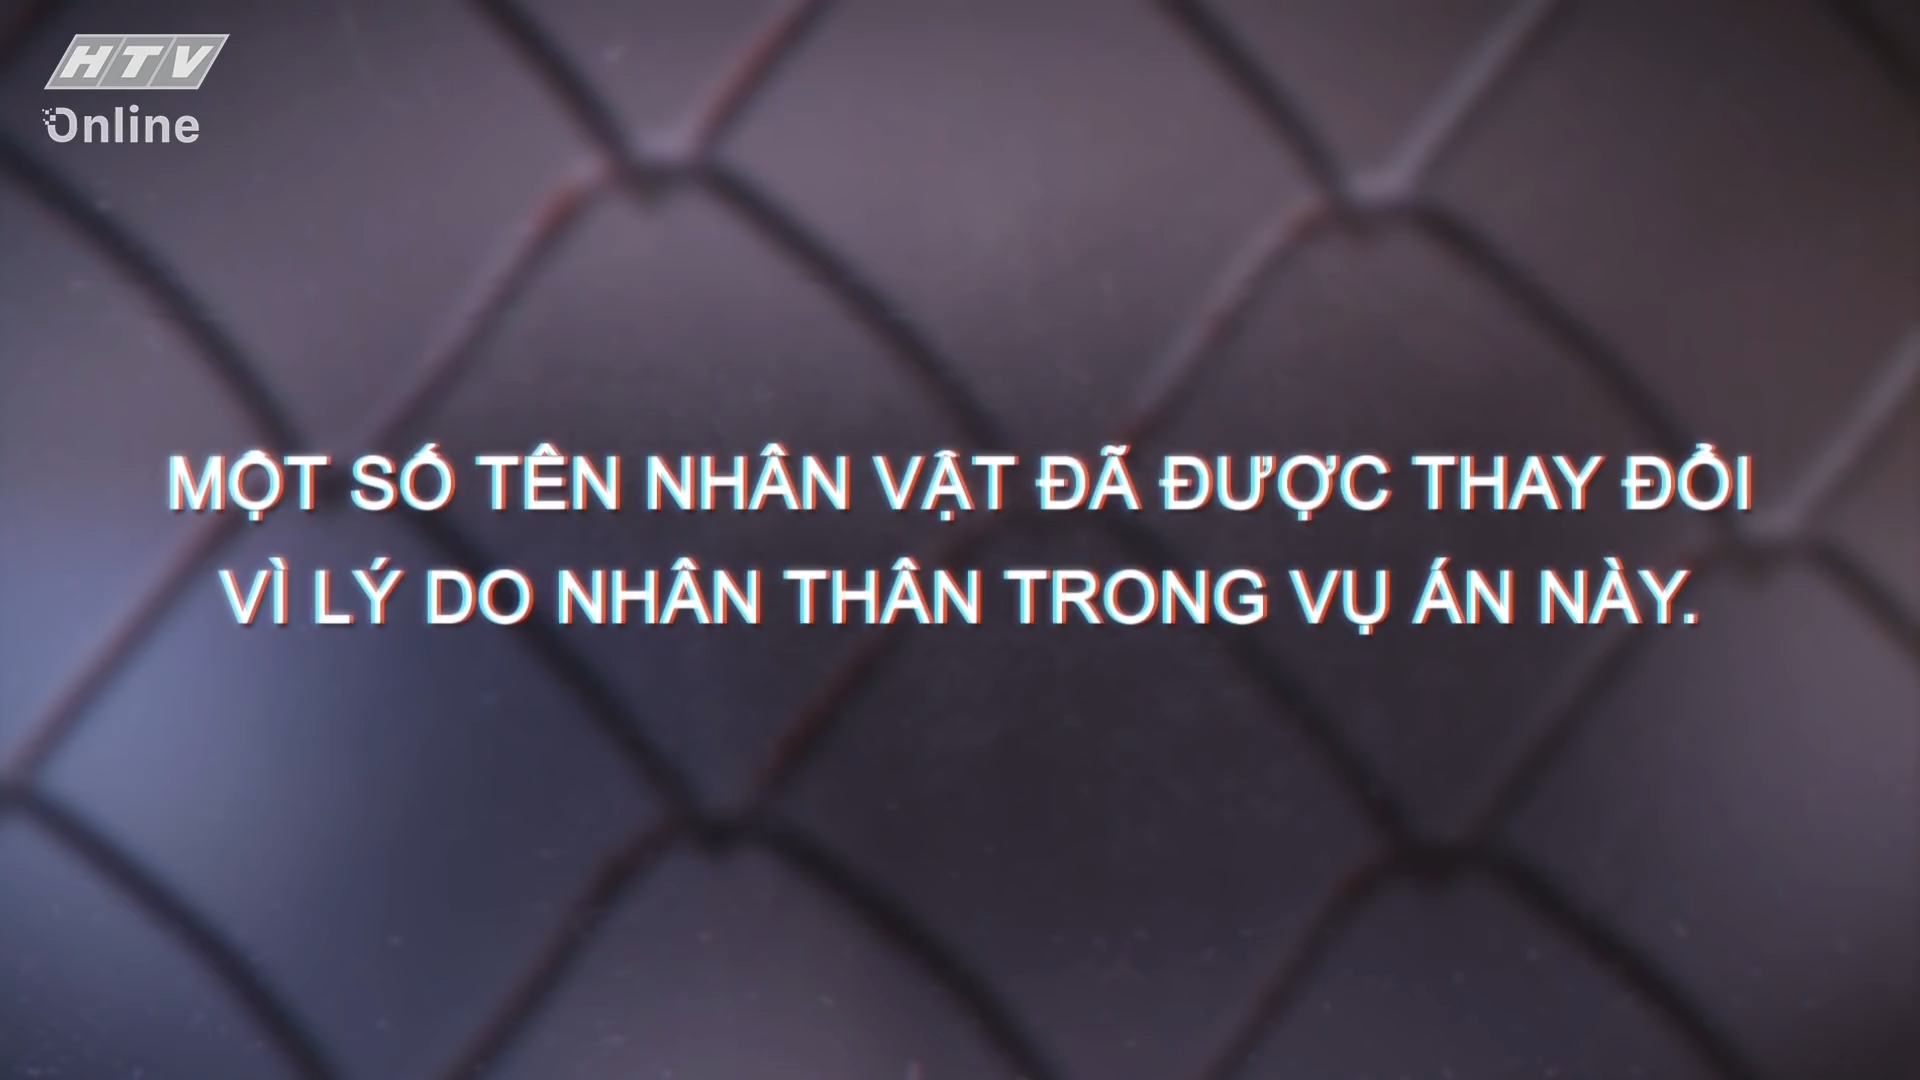 HTV
Online
MỘT SỐ TÊN NHÂN VẬT ĐÃ ĐƯỢC THAY ĐỔI
VÌ LÝ DO NHÂN THÂN TRONG VỤ ÁN NÀY.